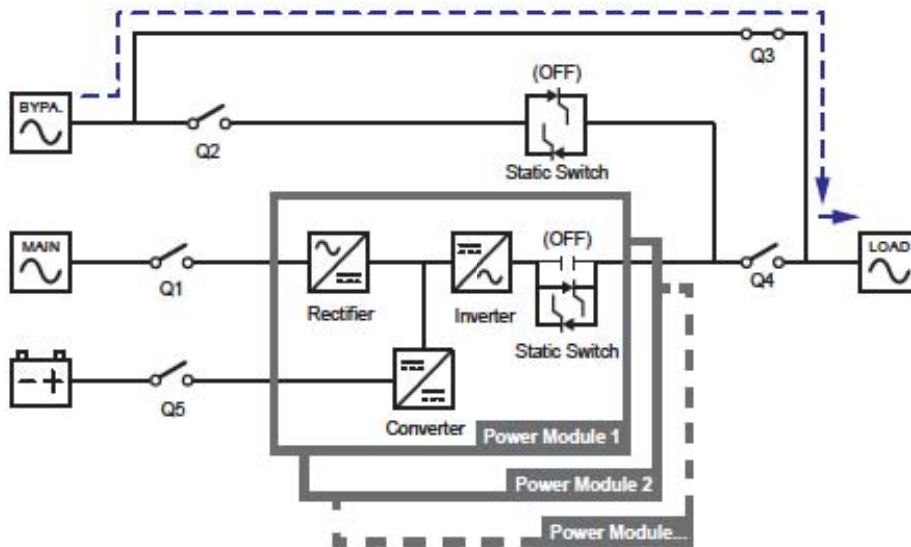 Q3
(OFF)
BYPA.
Q2
Static Switch
MAIN
(OFF)
LOAD
Q1
Q4
Rectifier
Inverter
Static Switch
Q5
Converter
Power Module 1
Power Module 2
Power Module...